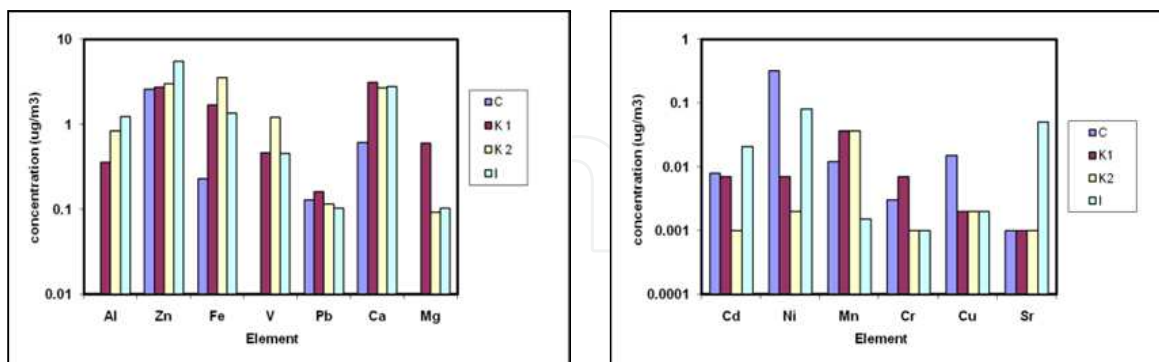 10
1
0.1
0.01
concentration (ug/m3)
Al Zn Fe V Pb Ca Mg
Element
C
K 1
K 2
I
1
0.1
0.01
0.001
0.0001
concentration (ug/m3)
Cd Ni Mn Cr Cu Sr
Element
C
K1
K2
I